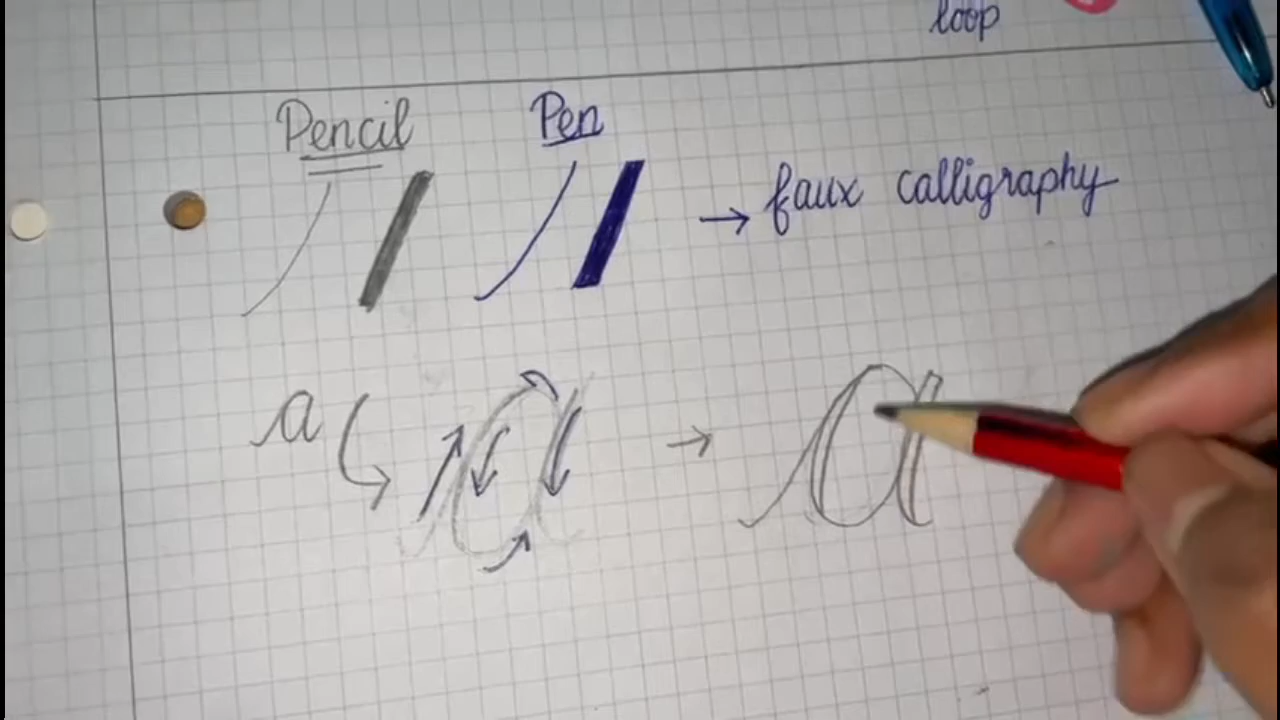 loop
Pencil Pen
→ faux calligraphy
a → a → a